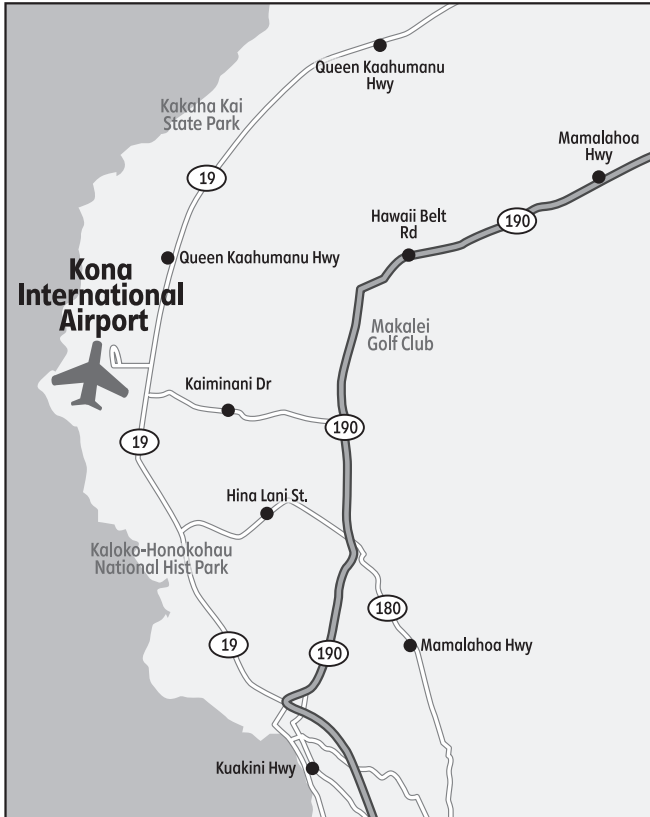 Queen Kaahumanu
Hwy
Kakaha Kai
State Park
Mamalahoa
Hwy
19
Hawaii Belt
Rd
190
Queen Kaahumanu Hwy
Kona
International
Airport
Makalei
Golf Club
Kaiminani Dr
190
19
Hina Lani St.
Kaloko-Honokohau
National Hist Park
180
19
190
Mamalahoa Hwy
Kuakini Hwy